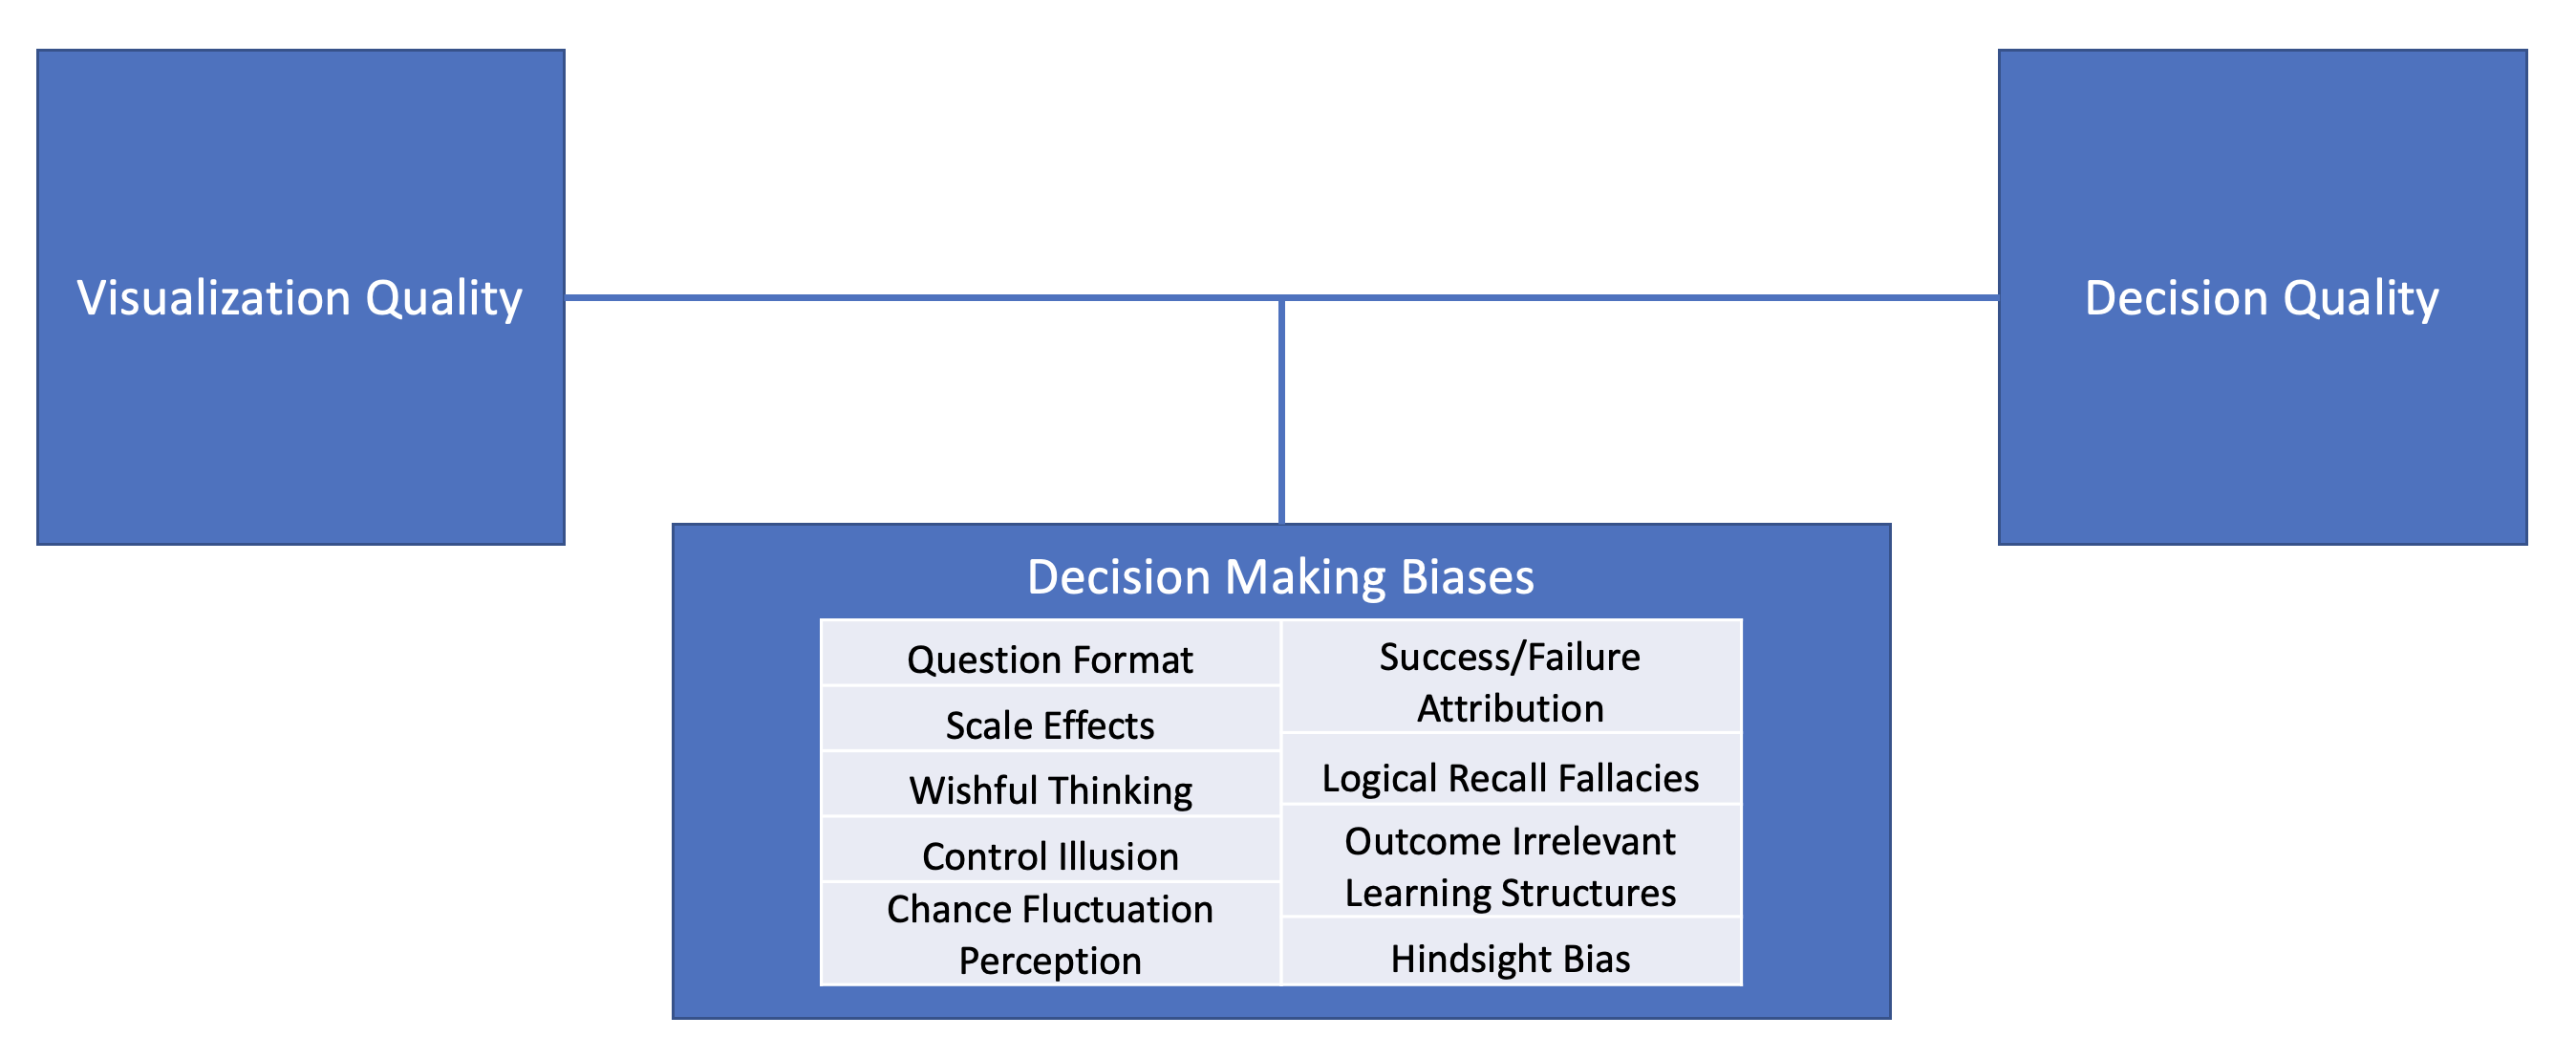 Visualization Quality
Decision Quality
Decision Making Biases
Question Format
Scale Effects
Wishful Thinking
Control Illusion
Chance Fluctuation
Perception
Success/Failure
Attribution
Logical Recall Fallacies
Outcome Irrelevant
Learning Structures
Hindsight Bias